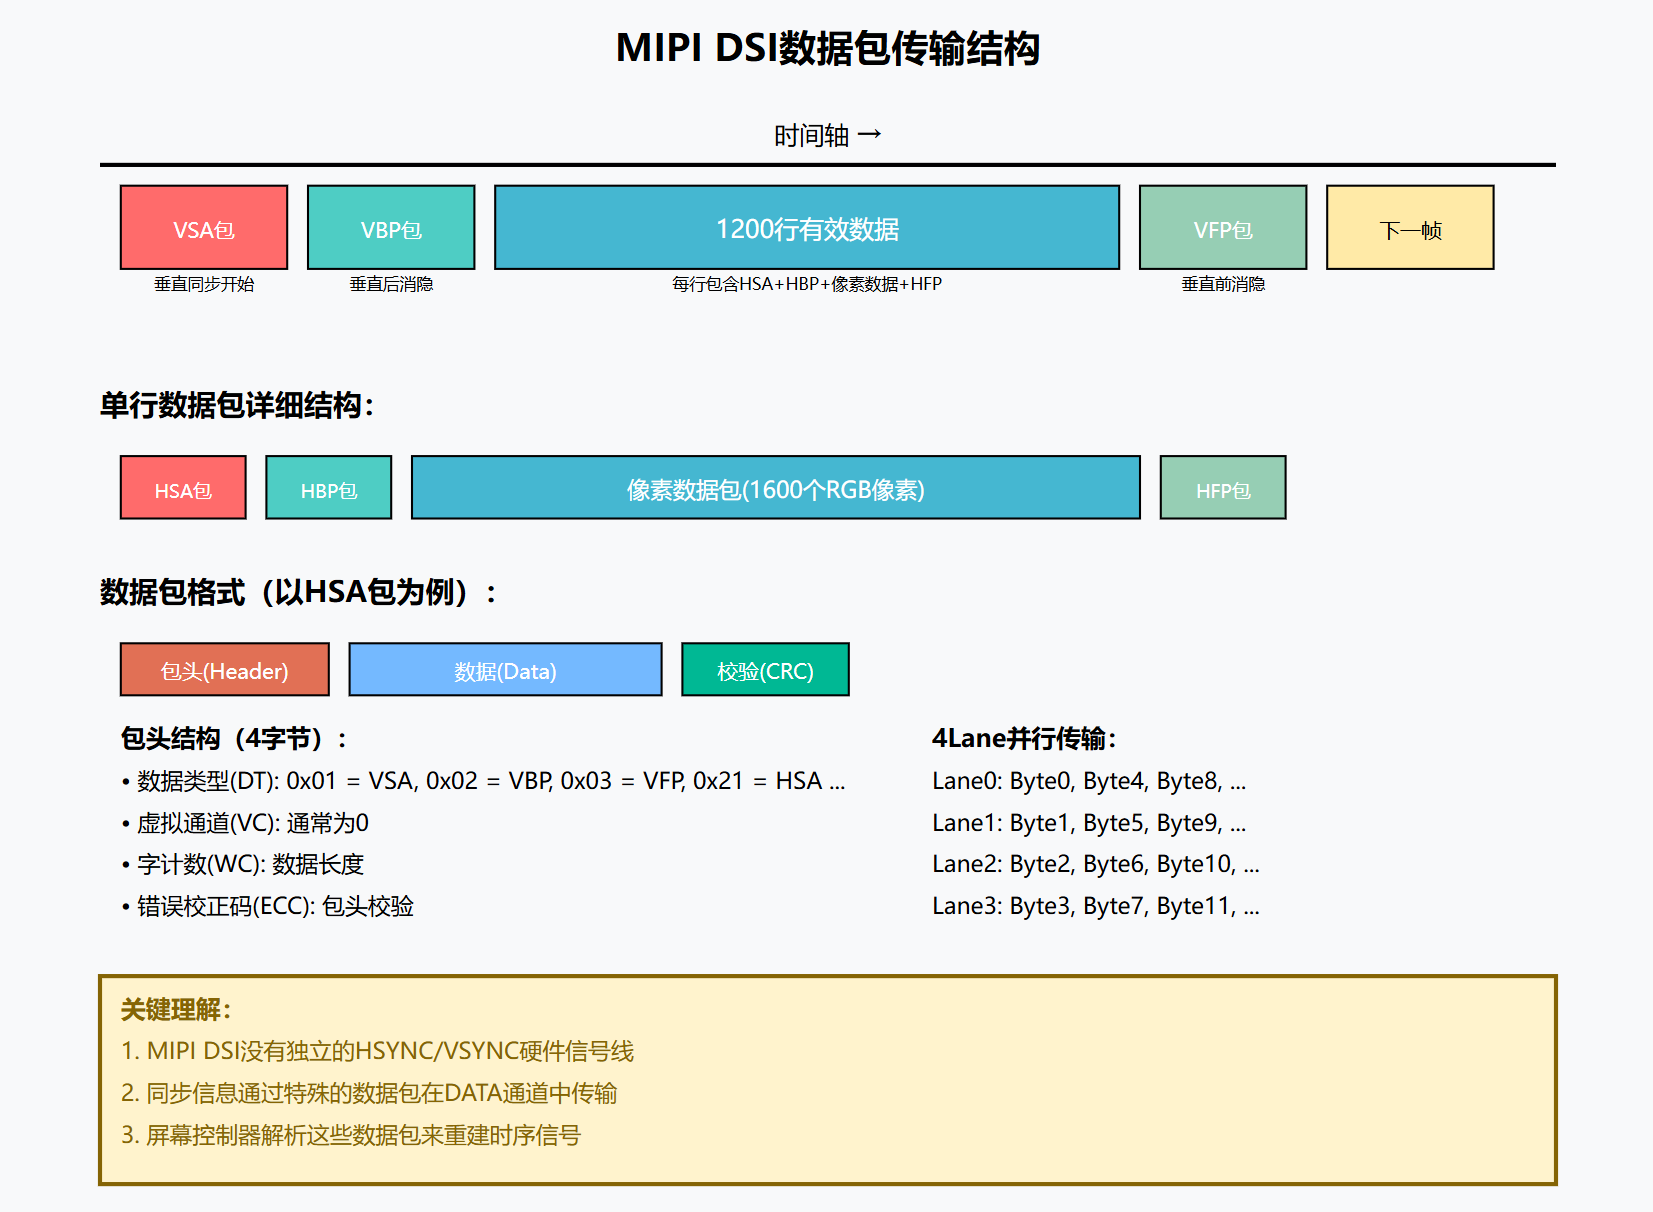 MIPI DSI数据包传输结构
时间轴 →
VSA包 VBP包 1200行有效数据 VFP包 下一帧
垂直同步开始 垂直后消隐 每行包含HSA+HBP+像素数据+HFP 垂直前消隐
单行数据包详细结构：
HSA包 HBP包 像素数据包(1600个RGB像素) HFP包
数据包格式（以HSA包为例）：
包头(Header) 数据(Data) 校验(CRC)
包头结构（4字节）：
• 数据类型(DT): 0x01 = VSA, 0x02 = VBP, 0x03 = VFP, 0x21 = HSA ...
• 虚拟通道(VC): 通常为0
• 字计数(WC): 数据长度
• 错误校正码(ECC): 包头校验
4Lane并行传输：
Lane0: Byte0, Byte4, Byte8, ...
Lane1: Byte1, Byte5, Byte9, ...
Lane2: Byte2, Byte6, Byte10, ...
Lane3: Byte3, Byte7, Byte11, ...
关键理解：
1. MIPI DSI没有独立的HSYNC/VSYNC硬件信号线
2. 同步信息通过特殊的数据包在DATA通道中传输
3. 屏幕控制器解析这些数据包来重建时序信号